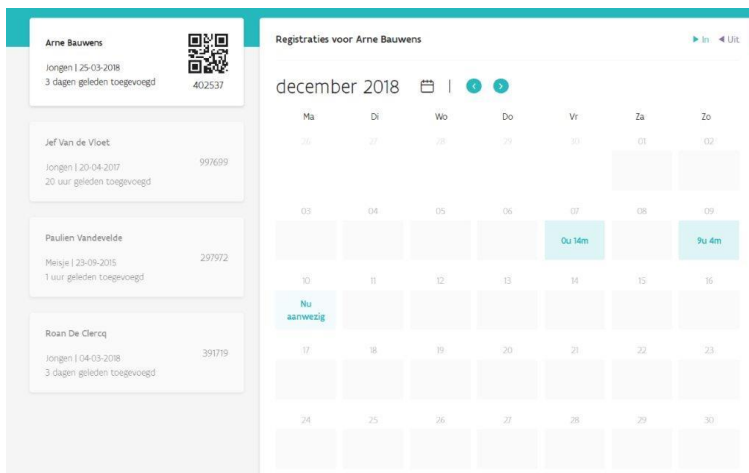 Arne Bauwens
Jongen | 25-03-2018
3 dagen geleden toegevoegd
402537
Jef Van de Vloet
Jongen | 20-04-2017
20 uur geleden toegevoegd
997699
Paulien Vandevelde
Meisje | 23-09-2015
1 uur geleden toegevoegd
297972
Roan De Clercq
Jongen | 04-03-2018
3 dagen geleden toegevoegd
391719
Registraties voor Arne Bauwens
In Uit
december 2018
Ma Di Wo Do Vr Za Zo
26 27 28 29 30 01 02
03 04 05 06 07 08 09
0u 14m 9u 4m
10 11 12 13 14 15 16
Nu
aanwezig
17 18 19 20 21 22 23
24 25 26 27 28 29 30